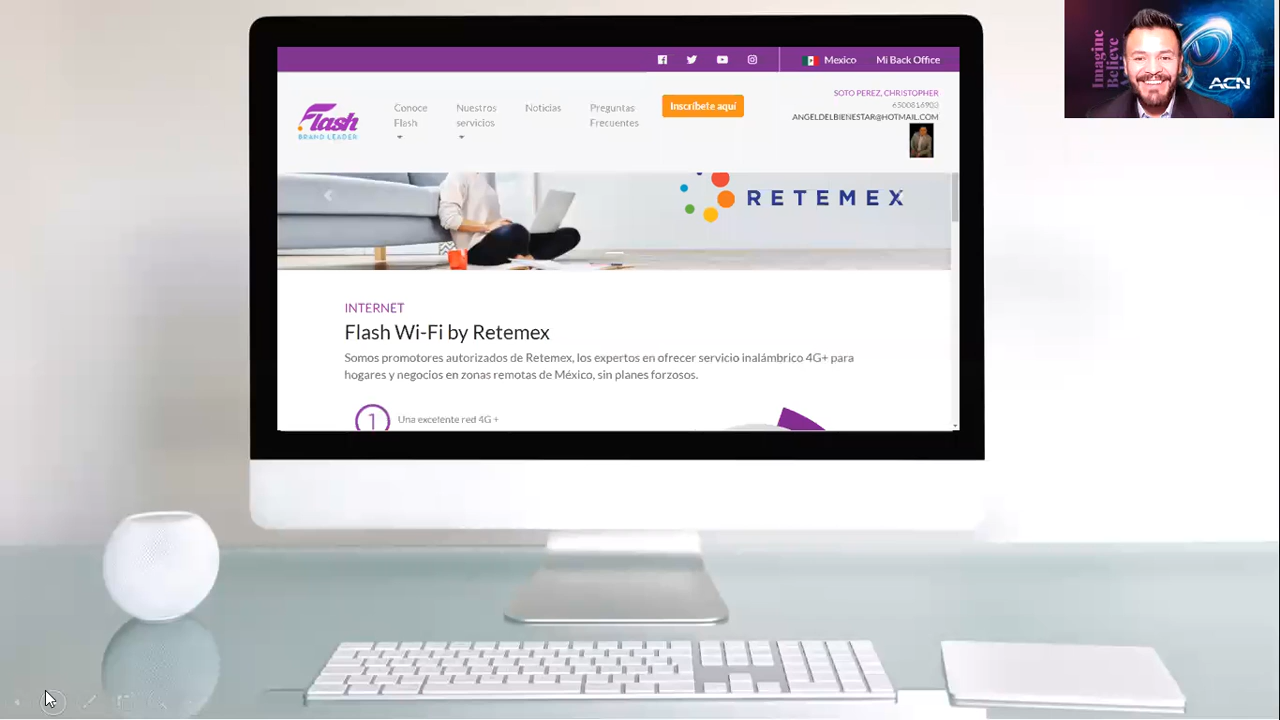 Mexico
Mi Back Office
Flash
BRAND LEADER
Conoce
Flash
Nuestros
servicios
Noticias
Preguntas
Frecuentes
Inscríbete aquí
SOTO PEREZ, CHRISTOPHER
6500816903
ANGELDELBIENESTAR@HOTMAIL.COM
RETEMEX
INTERNET
Flash Wi-Fi by Retemex
Somos promotores autorizados de Retemex, los expertos en ofrecer servicio inalámbrico 4G+ para
hogares y negocios en zonas remotas de México, sin planes forzosos.
1
Una excelente red 4G +
Imagine
Believe
ACN